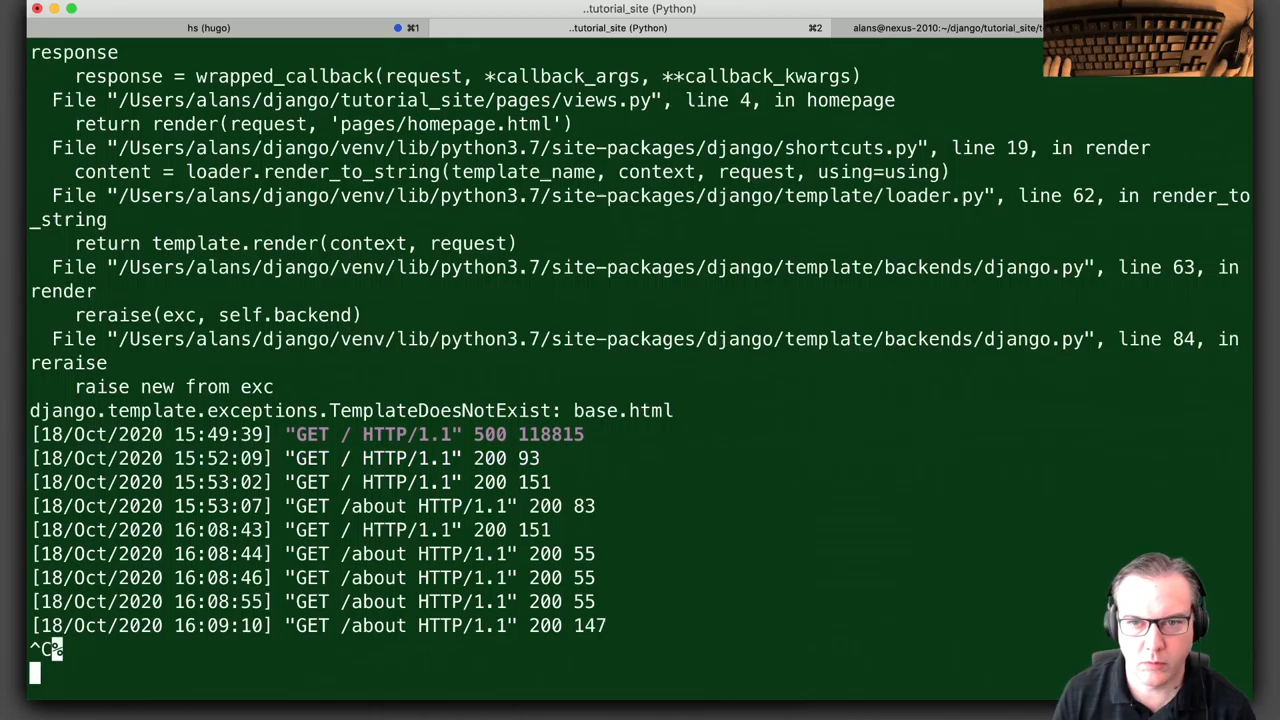 ..tutorial_site (Python)
hs (hugo) ⌘1 ..tutorial_site (Python) ⌘2 alans@nexus-2010:~/django/tutorial_site/t
response
response = wrapped_callback(request, *callback_args, **callback_kwargs)
File "/Users/alans/django/tutorial_site/pages/views.py", line 4, in homepage
return render(request, 'pages/homepage.html')
File "/Users/alans/django/venv/lib/python3.7/site-packages/django/shortcuts.py", line 19, in render
content = loader.render_to_string(template_name, context, request, using=using)
File "/Users/alans/django/venv/lib/python3.7/site-packages/django/template/loader.py", line 62, in render_to
_string
return template.render(context, request)
File "/Users/alans/django/venv/lib/python3.7/site-packages/django/template/backends/django.py", line 63, in
render
reraise(exc, self.backend)
File "/Users/alans/django/venv/lib/python3.7/site-packages/django/template/backends/django.py", line 84, in
reraise
raise new from exc
django.template.exceptions.TemplateDoesNotExist: base.html
[18/Oct/2020 15:49:39] "GET / HTTP/1.1" 500 118815
[18/Oct/2020 15:52:09] "GET / HTTP/1.1" 200 93
[18/Oct/2020 15:53:02] "GET / HTTP/1.1" 200 151
[18/Oct/2020 15:53:07] "GET /about HTTP/1.1" 200 83
[18/Oct/2020 16:08:43] "GET / HTTP/1.1" 200 151
[18/Oct/2020 16:08:44] "GET /about HTTP/1.1" 200 55
[18/Oct/2020 16:08:46] "GET /about HTTP/1.1" 200 55
[18/Oct/2020 16:08:55] "GET /about HTTP/1.1" 200 55
[18/Oct/2020 16:09:10] "GET /about HTTP/1.1" 200 147
^C%